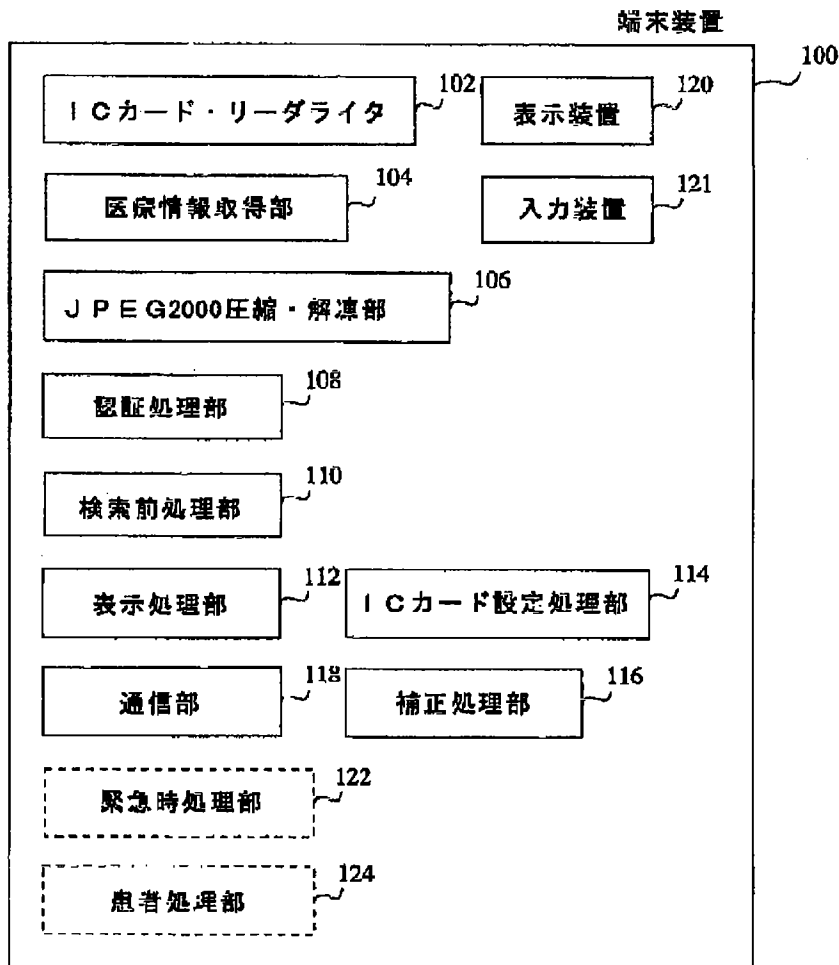 端末装置
100
ICカード・リーダライタ
102
表示装置
120
医療情報取得部
104
入力装置
121
JPEG2000圧縮・解凍部
106
認証処理部
108
検索前処理部
110
表示処理部
112
ICカード設定処理部
114
通信部
118
補正処理部
116
緊急時処理部
122
患者処理部
124